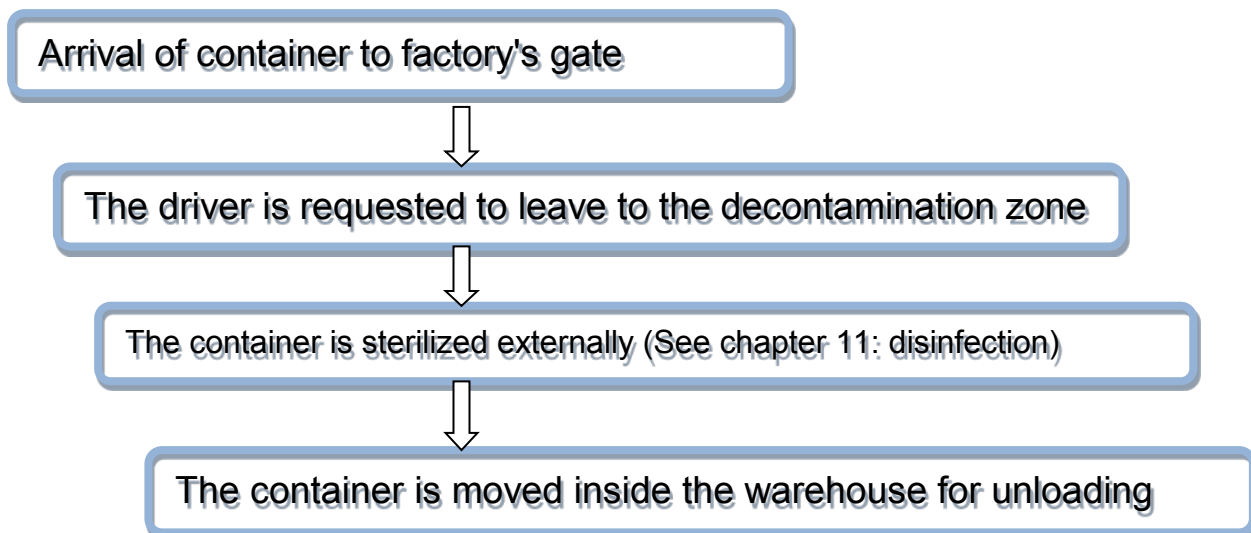 Arrival of container to factory's gate
The driver is requested to leave to the decontamination zone
The container is sterilized externally (See chapter 11: disinfection)
The container is moved inside the warehouse for unloading